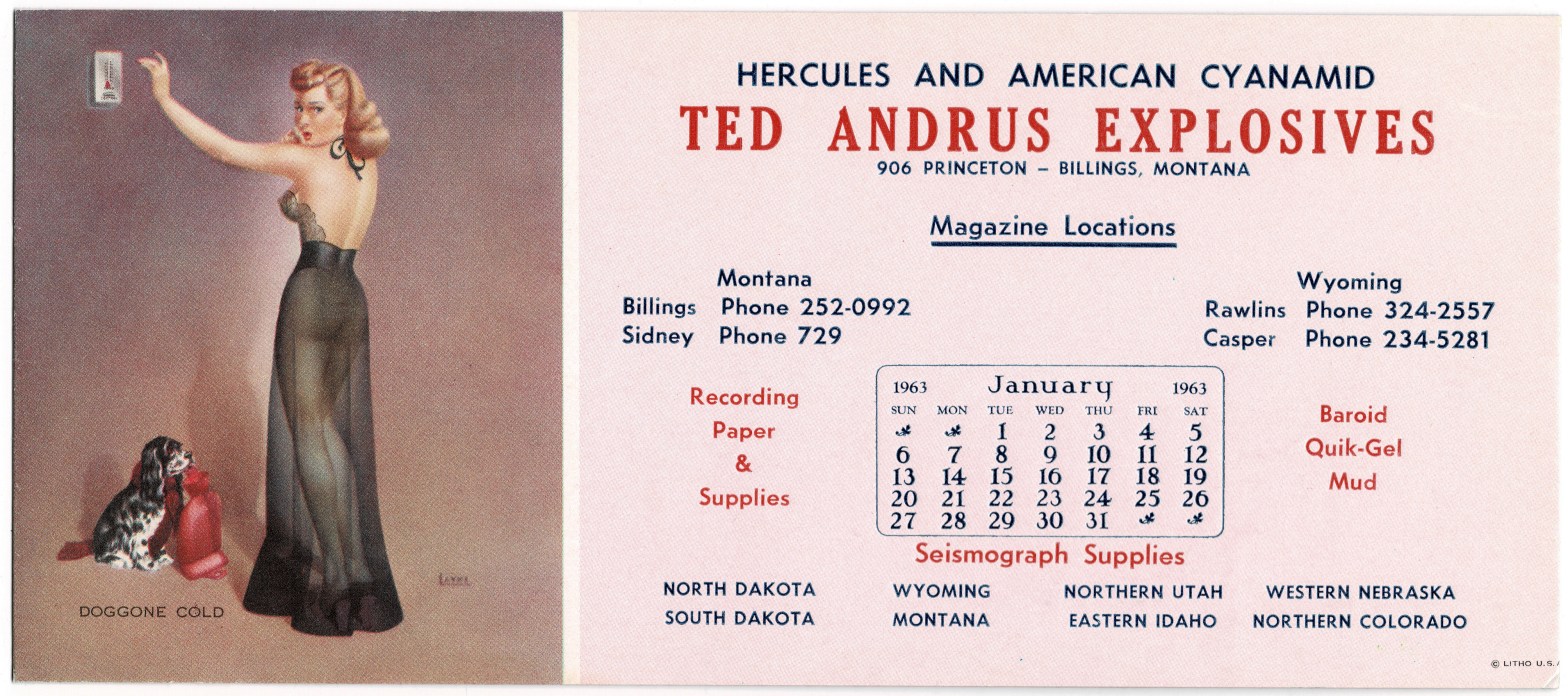 DOGGONE COLD
HERCULES AND AMERICAN CYANAMID
TED ANDRUS EXPLOSIVES
906 PRINCETON – BILLINGS, MONTANA
Magazine Locations
Montana
Billings Phone 252-0992
Sidney Phone 729
Wyoming
Rawlins Phone 324-2557
Casper Phone 234-5281
Recording
Paper
&
Supplies
1963 January 1963
SUN MON TUE WED THU FRI SAT
1 2 3 4 5
6 7 8 9 10 11 12
13 14 15 16 17 18 19
20 21 22 23 24 25 26
27 28 29 30 31
Baroid
Quik-Gel
Mud
Seismograph Supplies
NORTH DAKOTA WYOMING NORTHERN UTAH WESTERN NEBRASKA
SOUTH DAKOTA MONTANA EASTERN IDAHO NORTHERN COLORADO
© LITHO U.S.